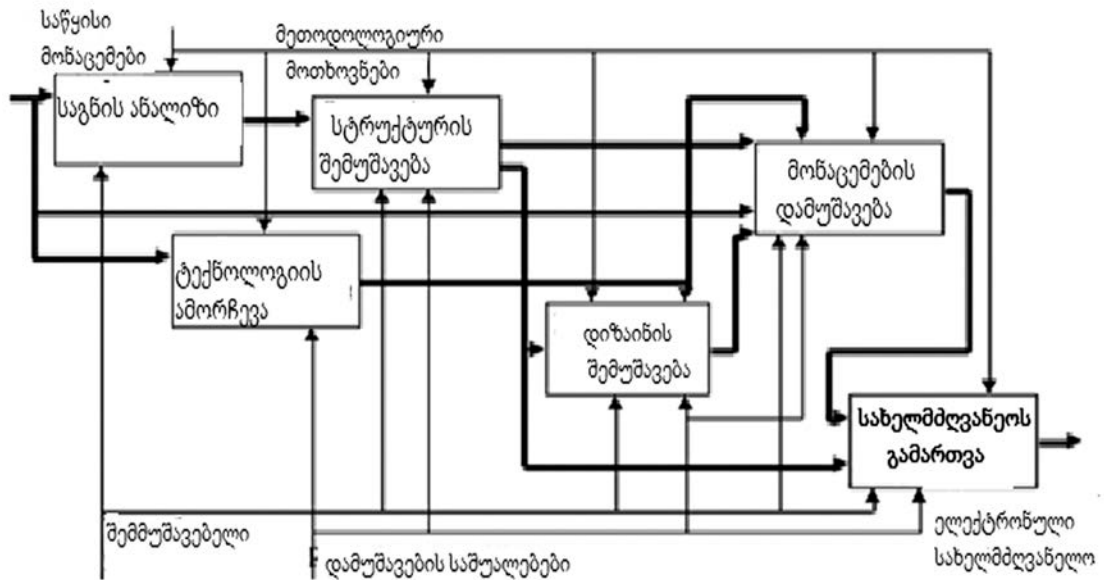 საწყისი
მონაცემები
მეთოდოლოგიური
მოთხოვნები
საგნის ანალიზი
სტრუქტურის
შემუშავება
მონაცემების
დამუშავება
ტექნოლოგიის
ამორჩევა
დიზაინის
შემუშავება
სახელმძღვანეოს
გამართვა
შემმუშავებელი
დამუშავების საშუალებები
ელექტრონული
სახელმძღვანელო